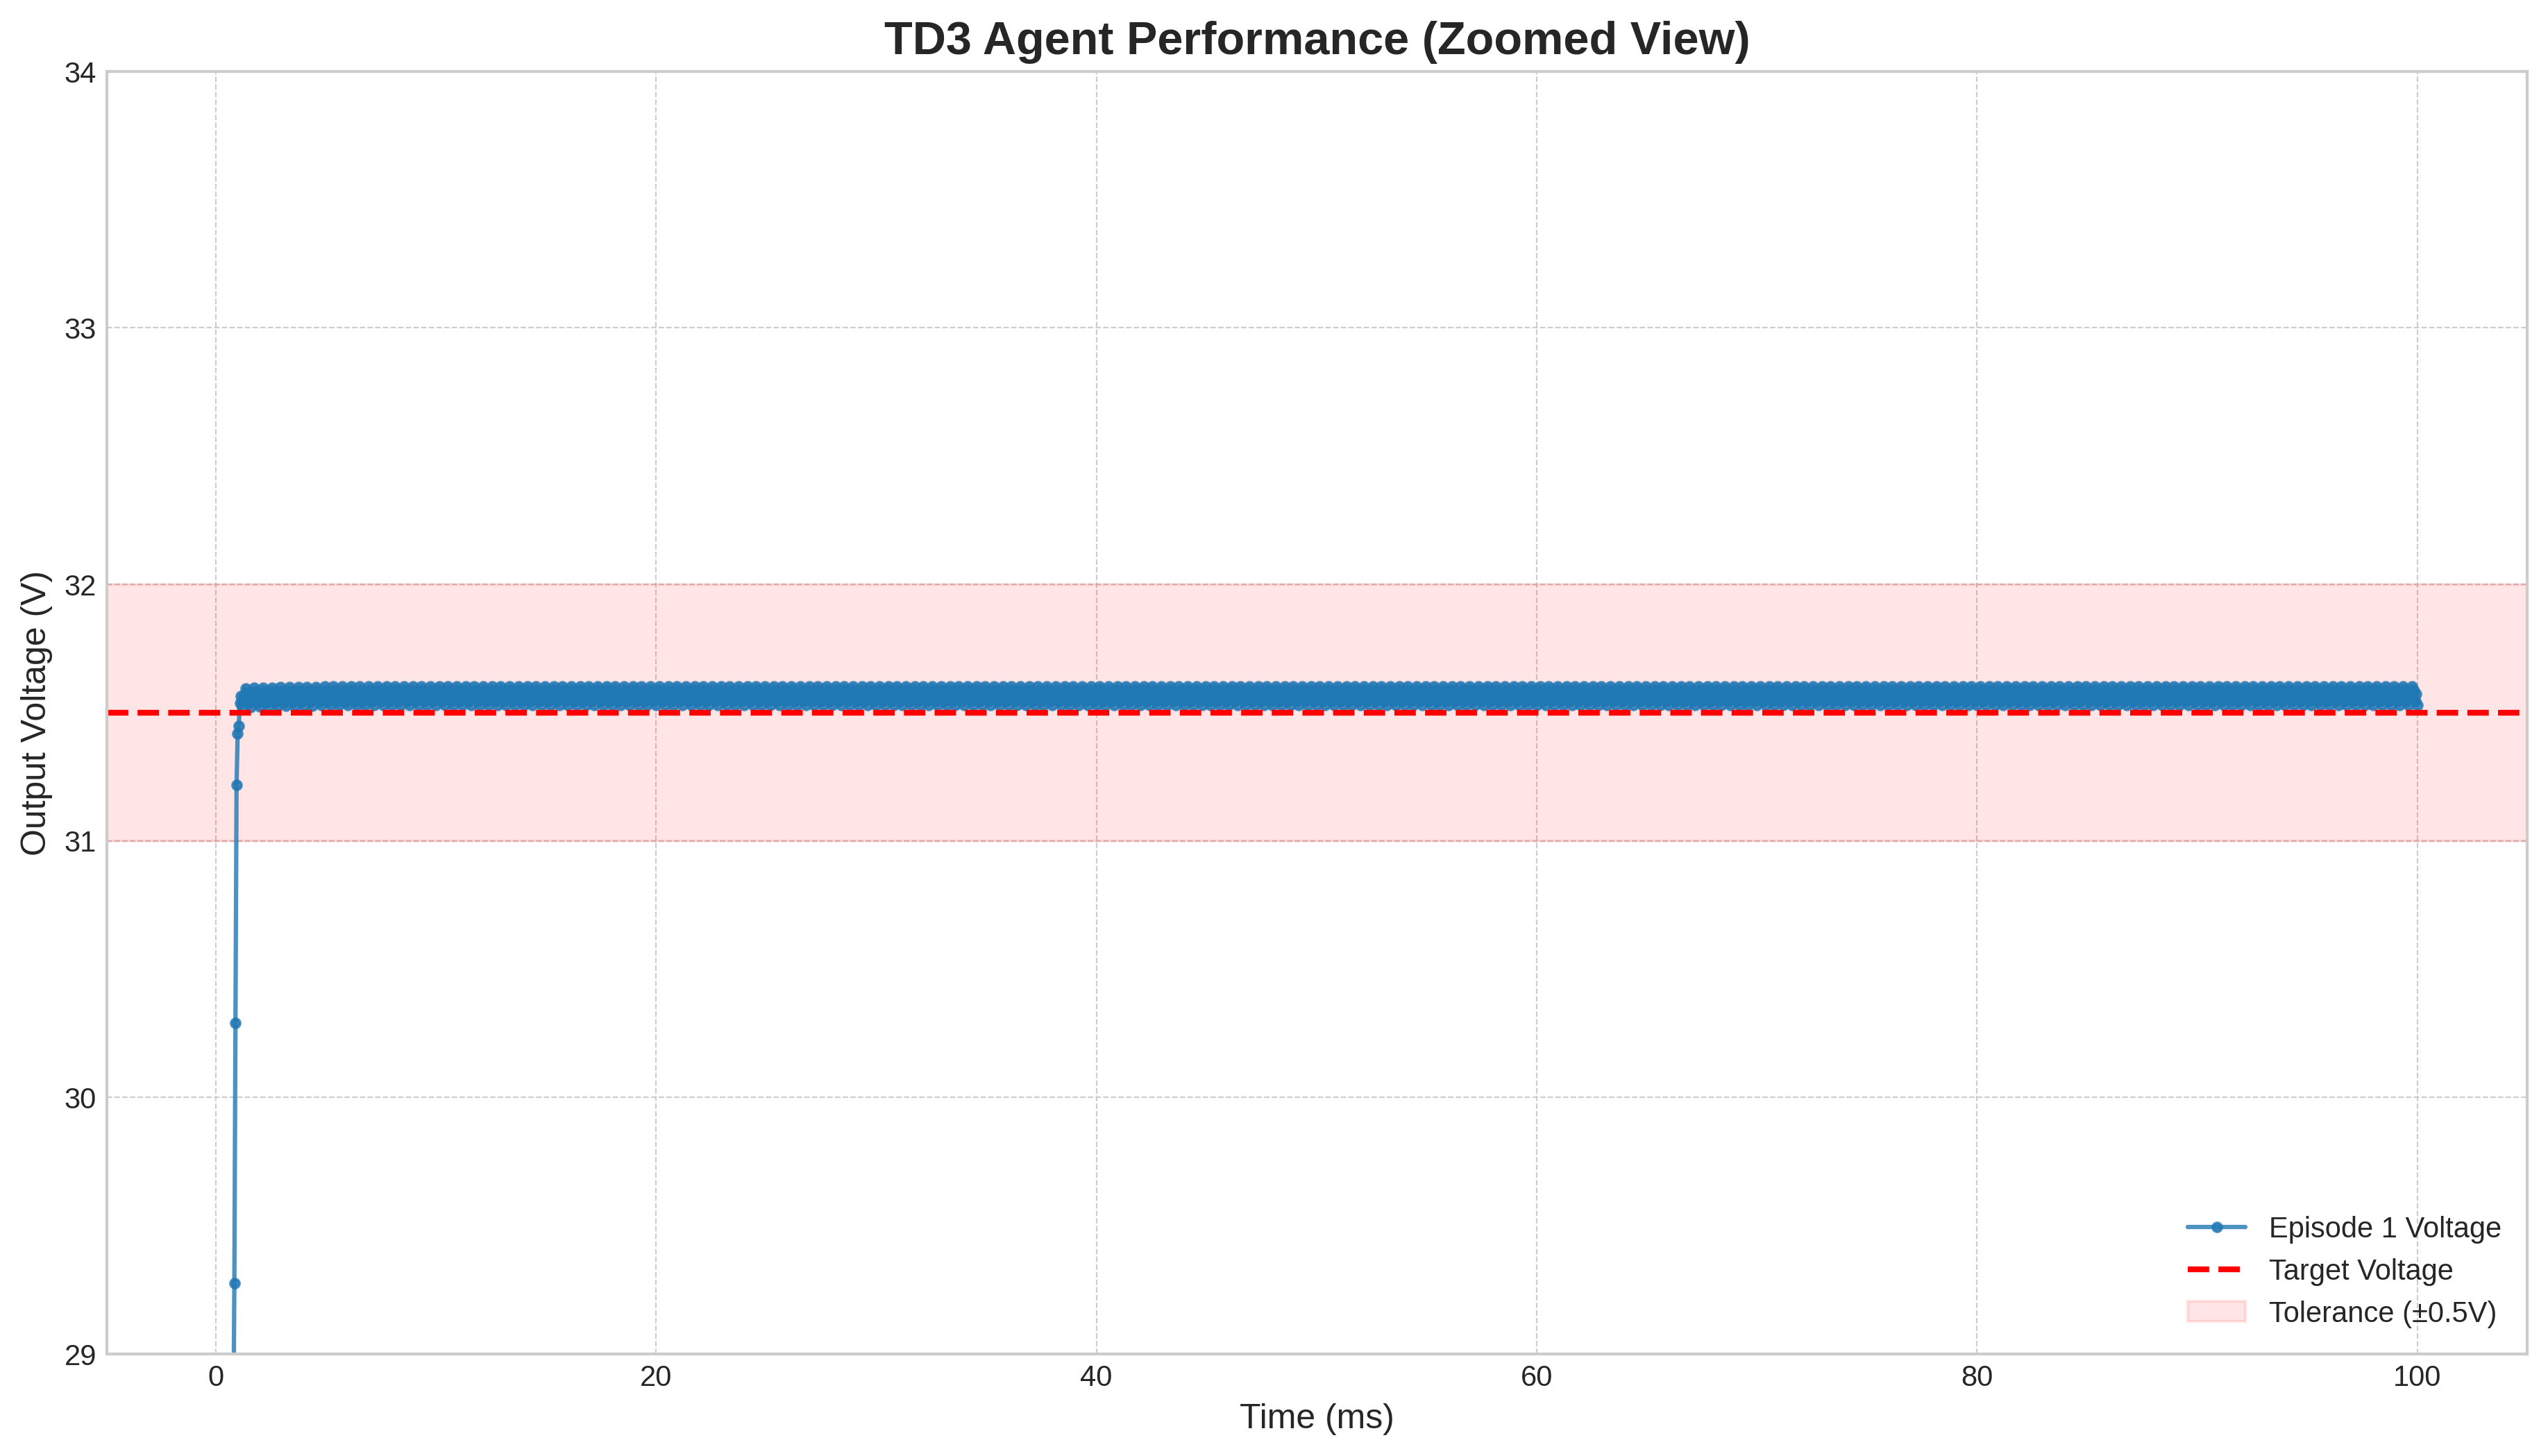 TD3 Agent Performance (Zoomed View)
Output Voltage (V)
34
33
32
31
30
29
0 20 40 60 80 100
Time (ms)
Episode 1 Voltage
Target Voltage
Tolerance (±0.5V)